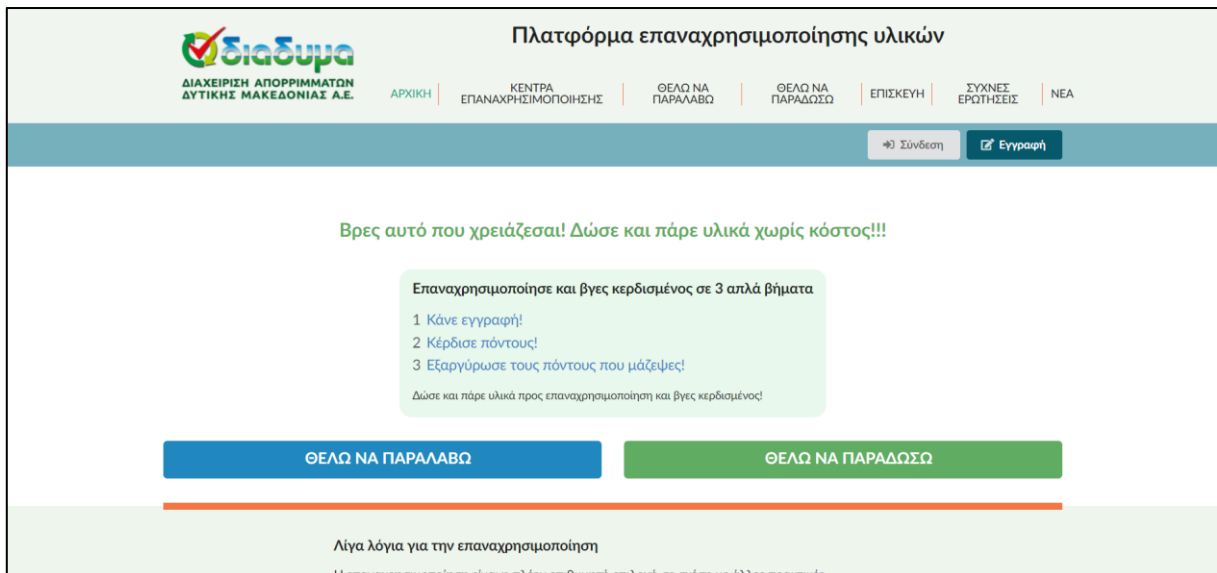 Πλατφόρμα επαναχρησιμοποίησης υλικών
διαδυμα
ΔΙΑΧΕΙΡΙΣΗ ΑΠΟΡΡΙΜΜΑΤΩΝ
ΔΥΤΙΚΗΣ ΜΑΚΕΔΟΝΙΑΣ Α.Ε.
ΑΡΧΙΚΗ
ΚΕΝΤΡΑ
ΕΠΑΝΑΧΡΗΣΙΜΟΠΟΙΗΣΗΣ
ΘΕΛΩ ΝΑ
ΠΑΡΑΛΑΒΩ
ΘΕΛΩ ΝΑ
ΠΑΡΑΔΩΣΩ
ΕΠΙΣΚΕΥΗ
ΣΥΧΝΕΣ
ΕΡΩΤΗΣΕΙΣ
ΝΕΑ
Σύνδεση
Εγγραφή
Βρες αυτό που χρειάζεσαι! Δώσε και πάρε υλικά χωρίς κόστος!!!
Επαναχρησιμοποίησε και βγες κερδισμένος σε 3 απλά βήματα
1 Κάνε εγγραφή!
2 Κέρδισε πόντους!
3 Εξαργύρωσε τους πόντους που μάζεψες!
Δώσε και πάρε υλικά προς επαναχρησιμοποίηση και βγες κερδισμένος!
ΘΕΛΩ ΝΑ ΠΑΡΑΛΑΒΩ
ΘΕΛΩ ΝΑ ΠΑΡΑΔΩΣΩ
Λίγα λόγια για την επαναχρησιμοποίηση